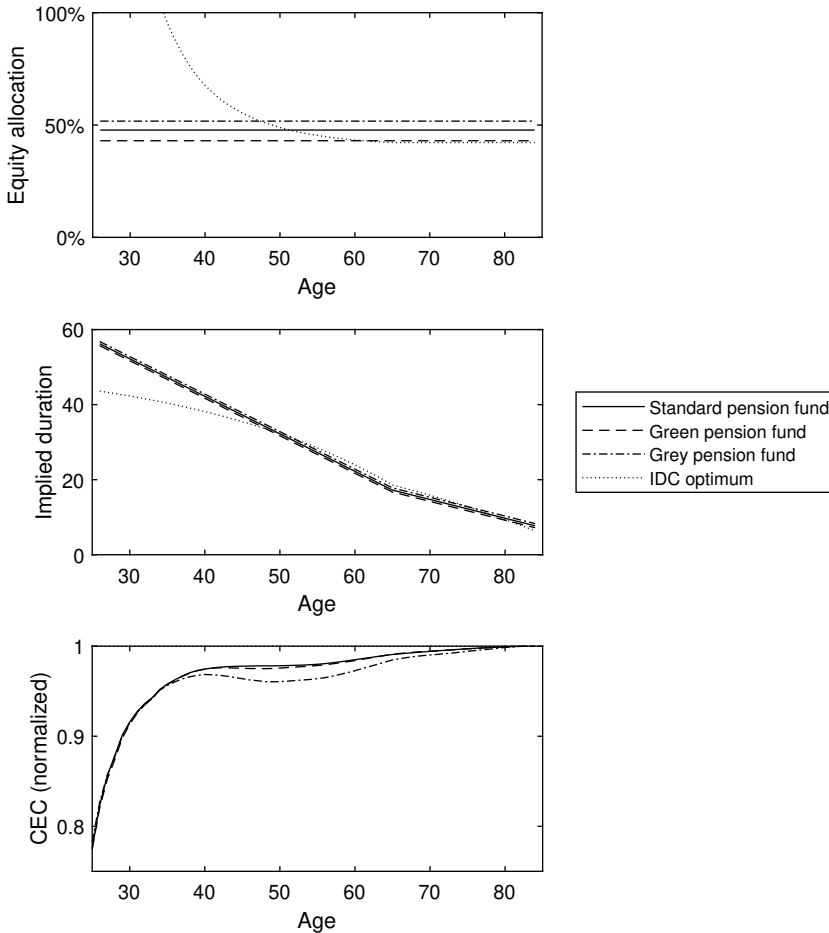 100%
50%
0%
Equity allocation
30 40 50 60 70 80
Age
60
40
20
0
Implied duration
30 40 50 60 70 80
Age
Standard pension fund
Green pension fund
Grey pension fund
IDC optimum
1
0.9
0.8
CEC (normalized)
30 40 50 60 70 80
Age